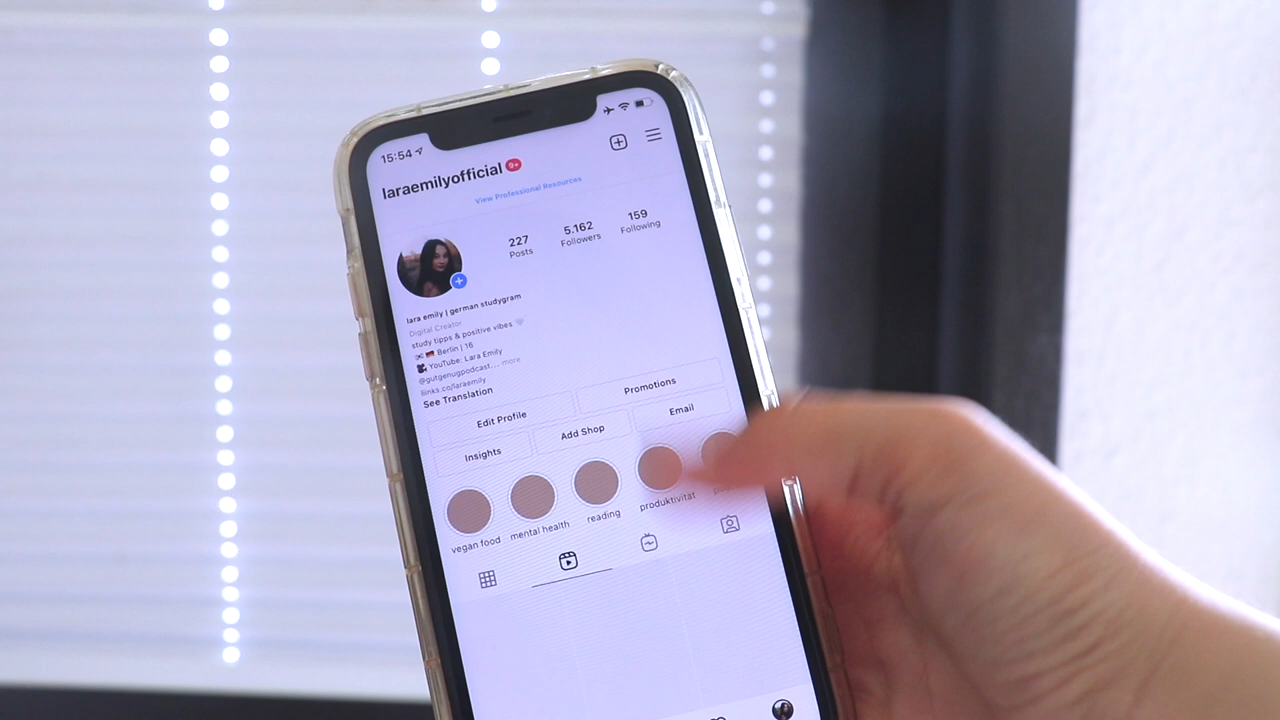 15:54
laraemilyofficial 9+
View Professional Resources
227 5.162 159
Posts Followers Following
lara emily | german studygram
Digital Creator
study tipps & positive vibes
Berlin | 16
YouTube: Lara Emily
@gutgenugpodcast... more
liinks.co/laraemily
See Translation
Edit Profile Promotions
Insights Add Shop Email
vegan food mental health reading produktivität